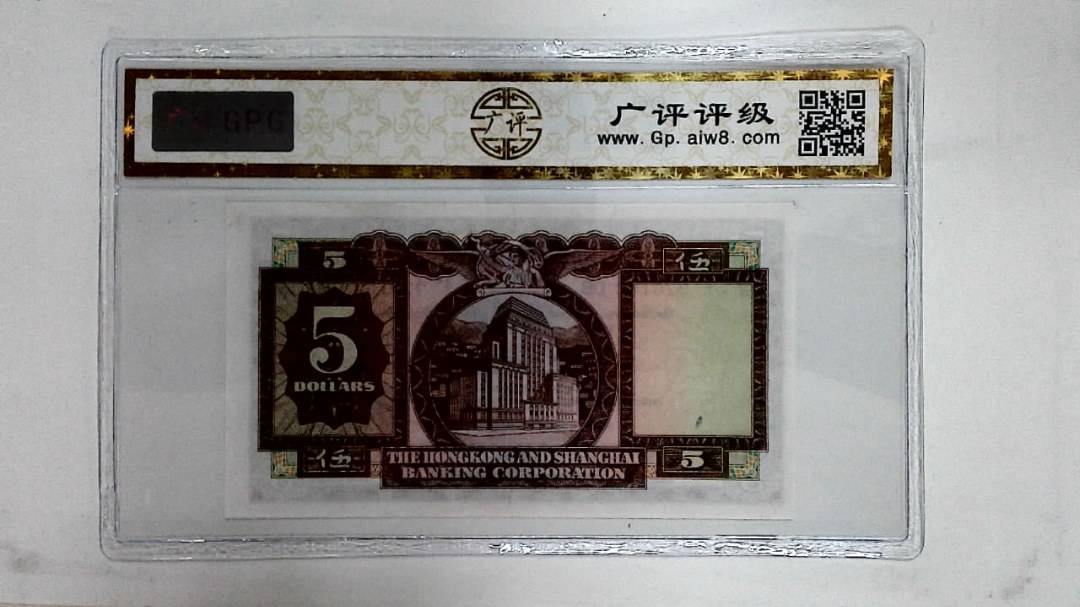 GPG
广评
广评评级
www. Gp. aiw8. com
5
伍
5
DOLLARS
伍
THE HONGKONG AND SHANGHAI
BANKING CORPORATION
5